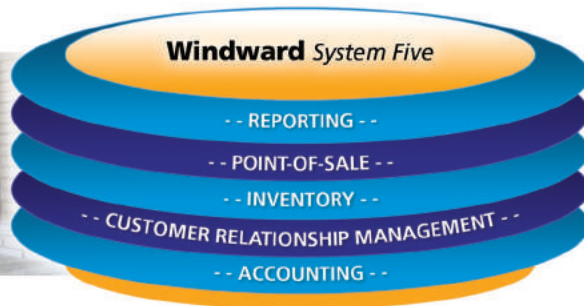 Windward System Five
- - REPORTING - -
- - POINT-OF-SALE - -
- - INVENTORY - -
- - CUSTOMER RELATIONSHIP MANAGEMENT - -
- - ACCOUNTING - -